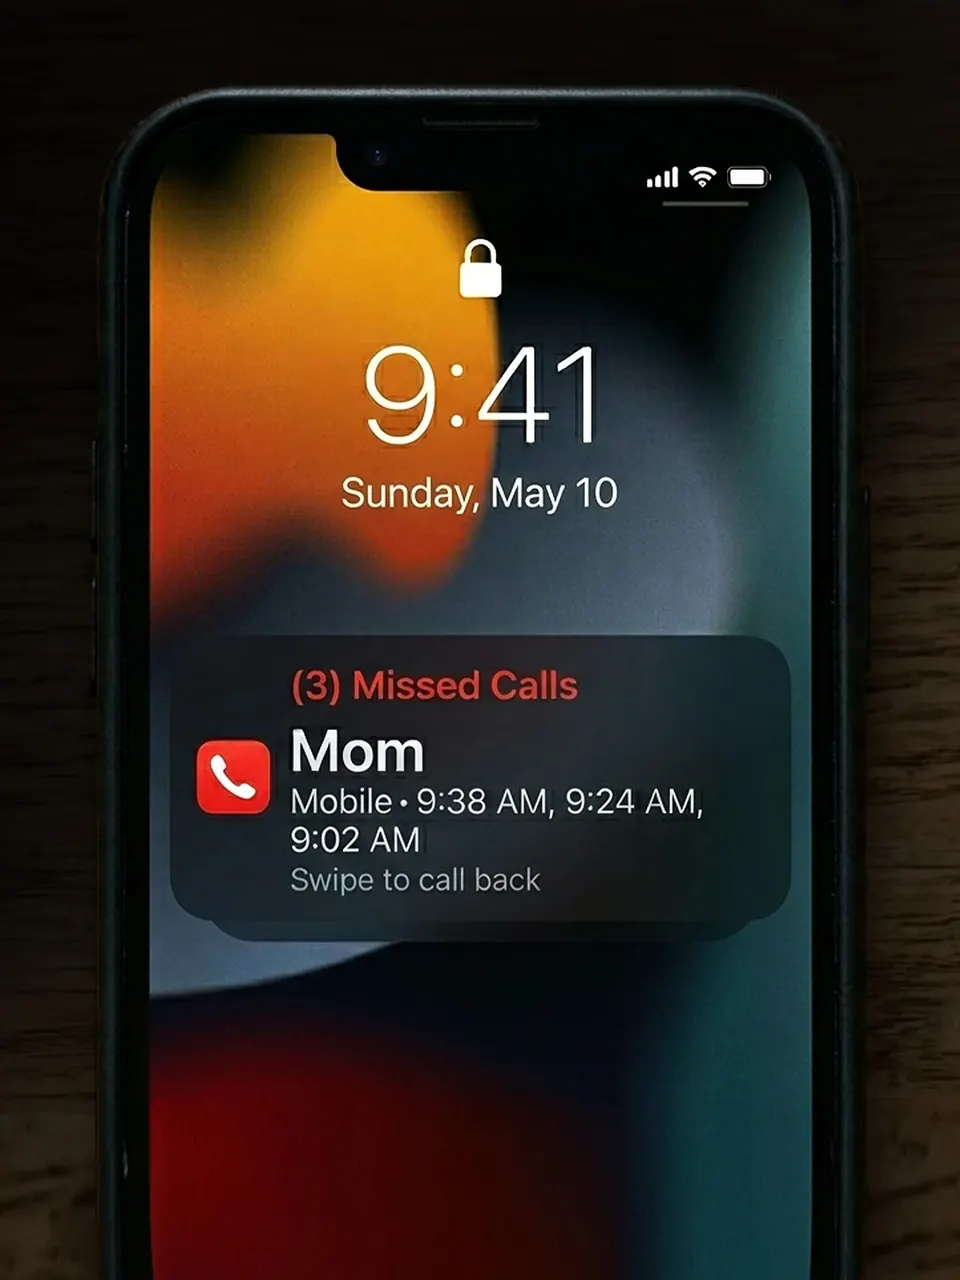 9:41
Sunday, May 10
(3) Missed Calls
Mom
Mobile • 9:38 AM, 9:24 AM,
9:02 AM
Swipe to call back